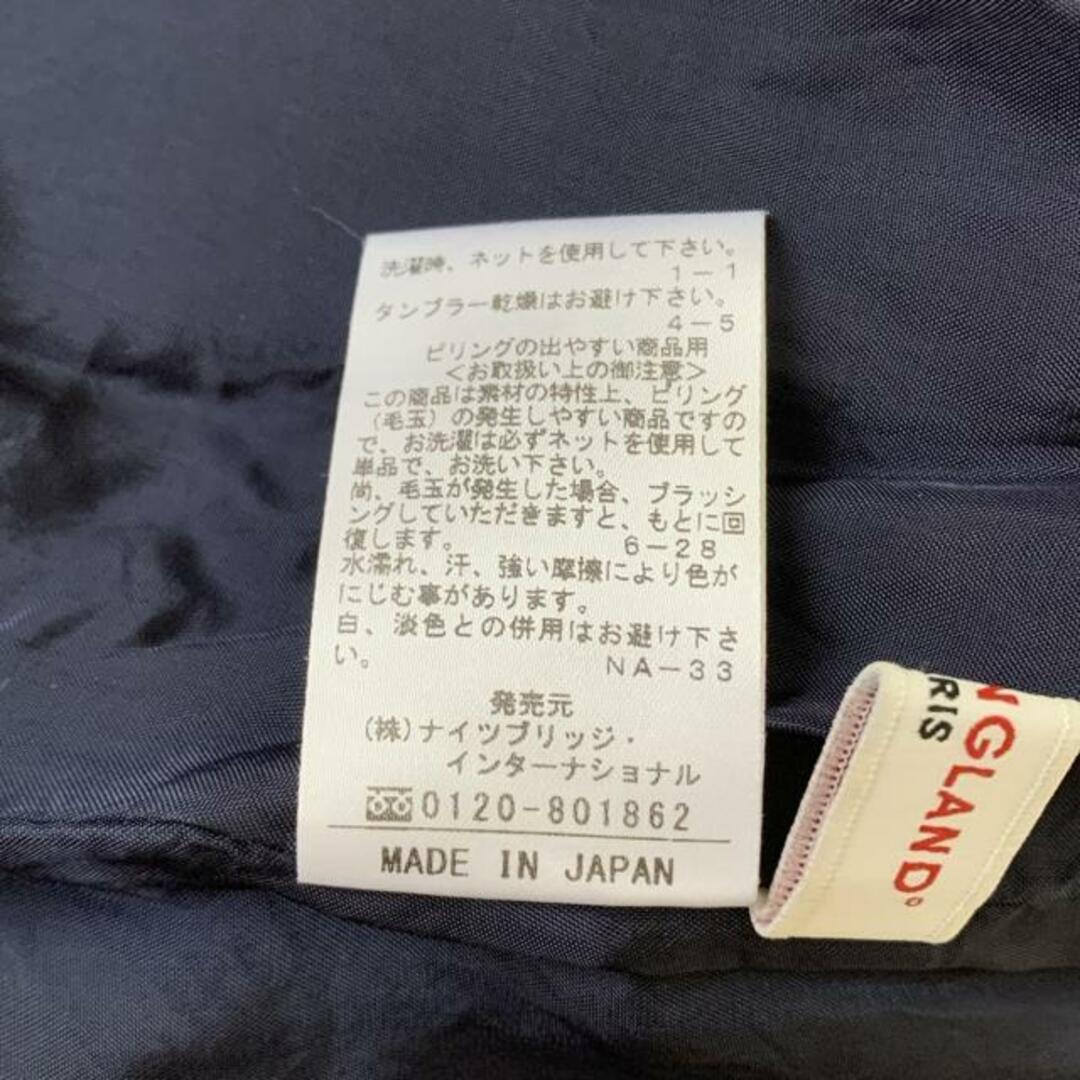 洗濯時、ネットを使用して下さい。
1－1
タンブラー乾燥はお避け下さい。
4－5
ピリングの出やすい商品用
＜お取扱い上の御注意＞
この商品は素材の特性上、ピリング
（毛玉）の発生しやすい商品ですの
で、お洗濯は必ずネットを使用して
単品で、お洗い下さい。
尚、毛玉が発生した場合、ブラッシ
ングしていただきますと、もとに回
復します。 6－28
水濡れ、汗、強い摩擦により色が
にじむ事があります。
白、淡色との併用はお避け下さ
い。 NA－33
発売元
(株)ナイツブリッジ・
インターナショナル
0120-801862
MADE IN JAPAN
NGLAND
RIS